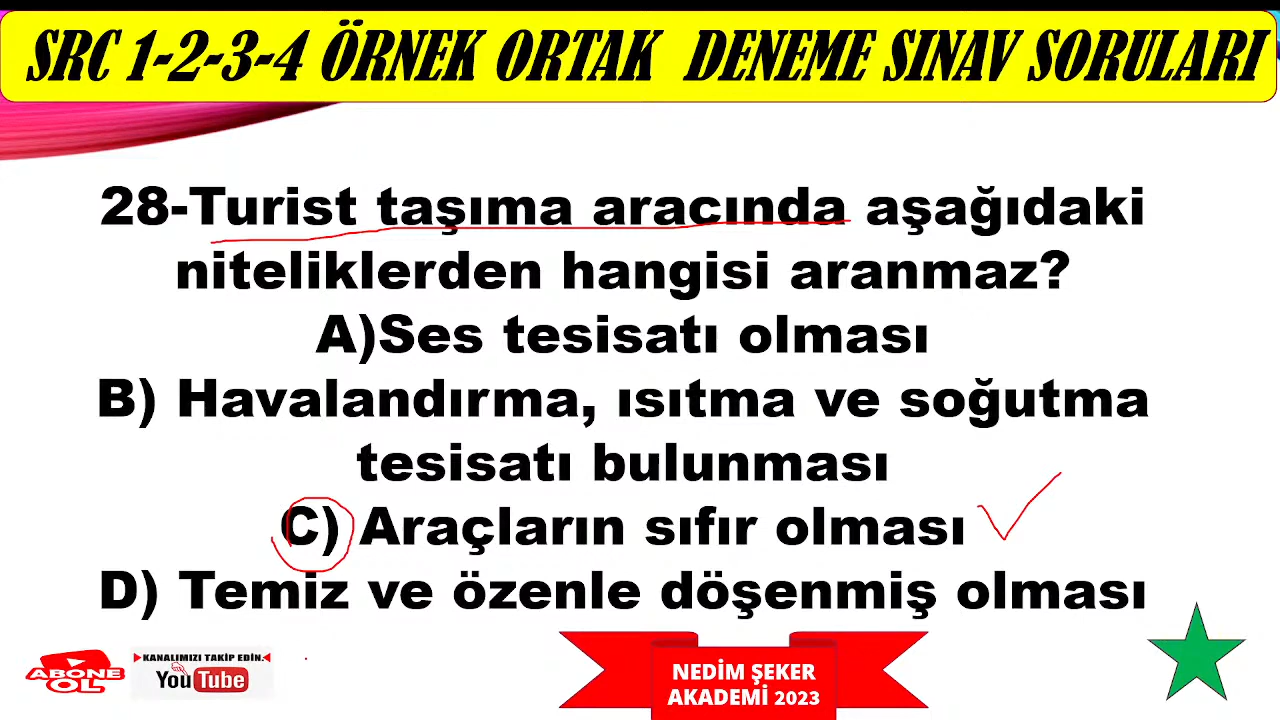 SRC 1-2-3-4 ÖRNEK ORTAK DENEME SINAV SORULARI
28-Turist taşıma aracında aşağıdaki
niteliklerden hangisi aranmaz?
A)Ses tesisatı olması
B) Havalandırma, ısıtma ve soğutma
tesisatı bulunması
C) Araçların sıfır olması
D) Temiz ve özenle döşenmiş olması
ABONE
OL
KANALIMIZI TAKİP EDİN.
YouTube
NEDİM ŞEKER
AKADEMİ 2023